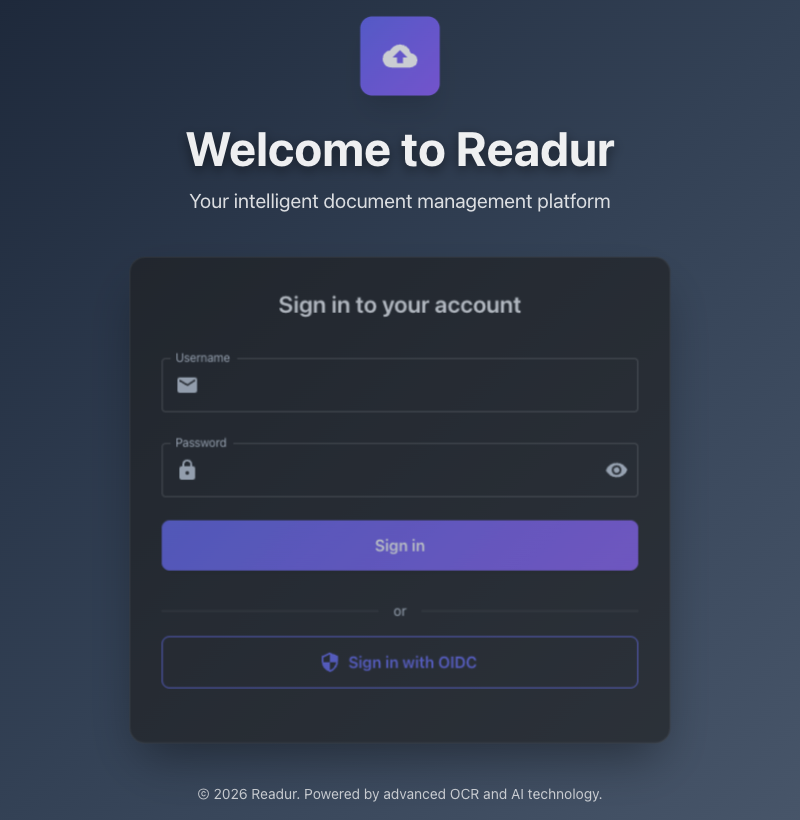 Welcome to Readur
Your intelligent document management platform
Sign in to your account
Username
Password
Sign in
or
Sign in with OIDC
© 2026 Readur. Powered by advanced OCR and AI technology.